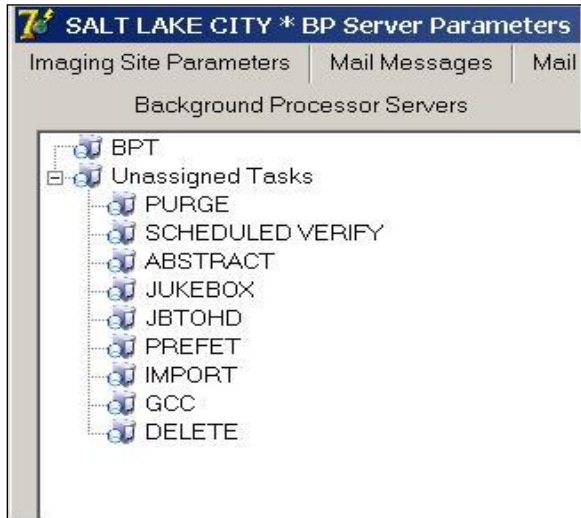 SALT LAKE CITY * BP Server Parameters
Imaging Site Parameters Mail Messages Mail
Background Processor Servers
BPT
Unassigned Tasks
PURGE
SCHEDULED VERIFY
ABSTRACT
JUKEBOX
JBTOHD
PREFET
IMPORT
GCC
DELETE